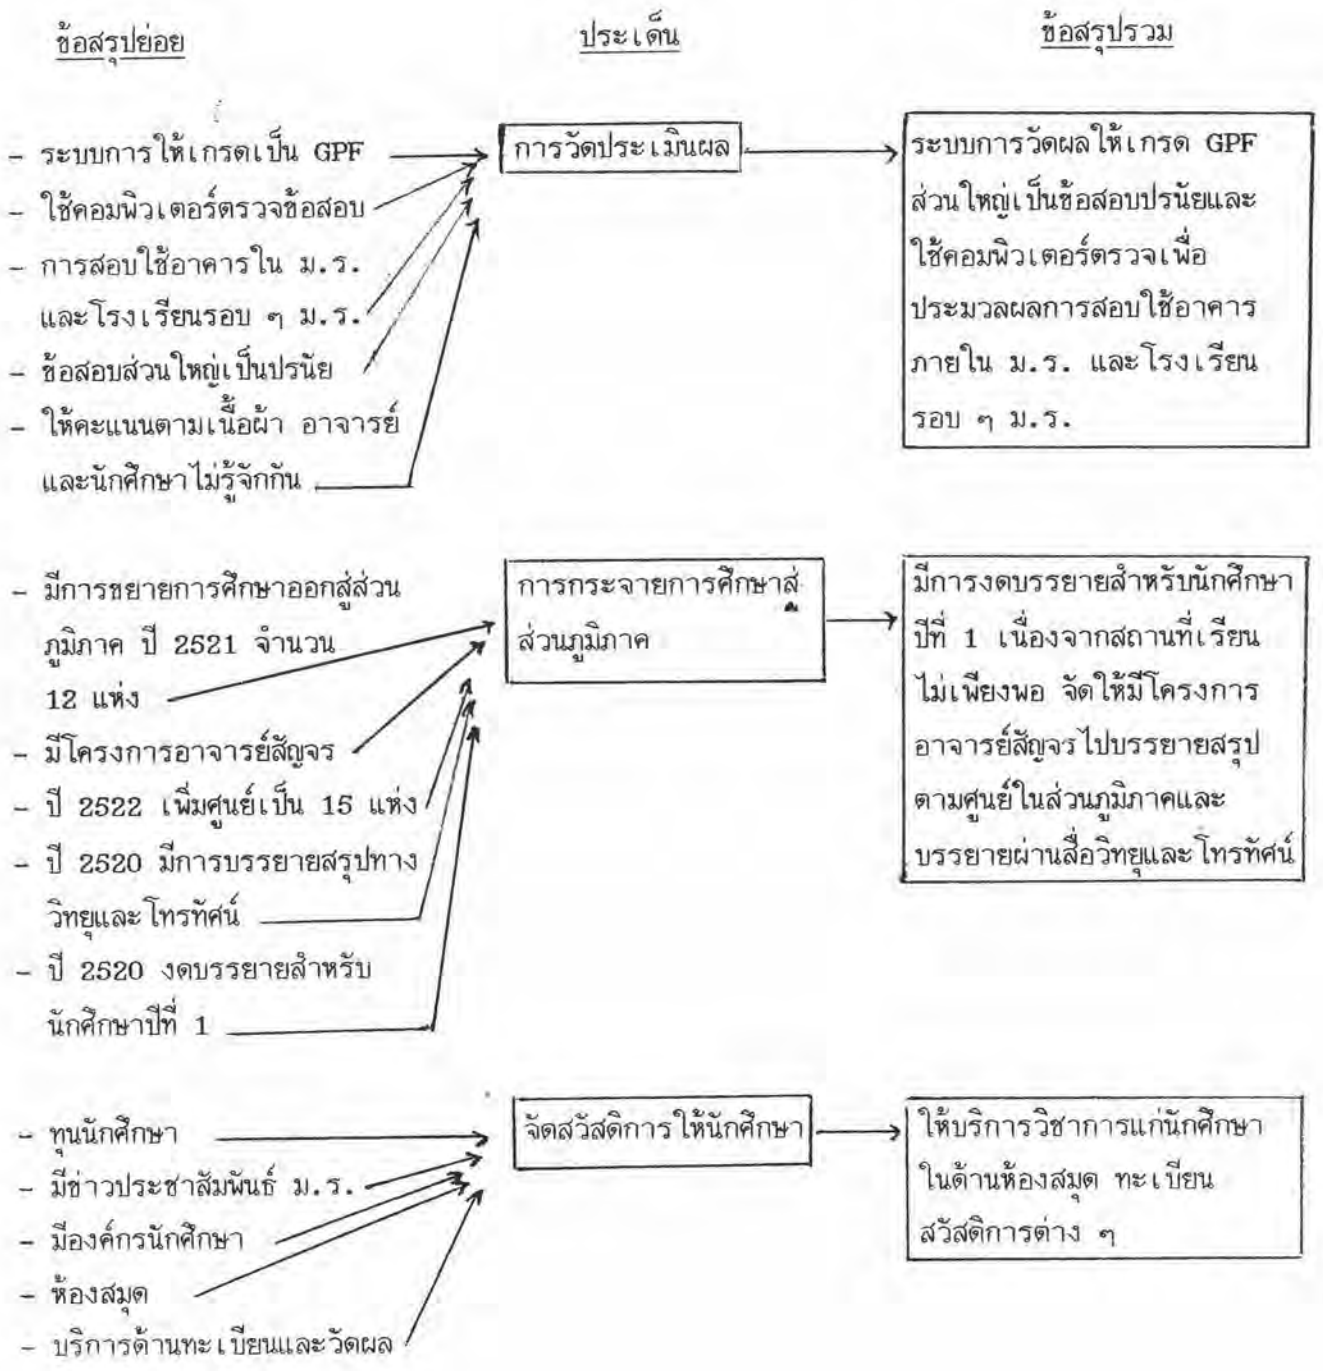 ข้อสรุปย่อย
ประเด็น
ข้อสรุปรวม
- ระบบการให้เกรดเป็น GPF
- ใช้คอมพิวเตอร์ตรวจข้อสอบ
- การสอบใช้อาคารใน ม.ร.
และโรงเรียนรอบ ๆ ม.ร.
- ข้อสอบส่วนใหญ่เป็นปรนัย
- ให้คะแนนตามเนื้อผ้า อาจารย์
และนักศึกษาไม่รู้จักกัน
การวัดประเมินผล
ระบบการวัดผลให้เกรด GPF
ส่วนใหญ่เป็นข้อสอบปรนัยและ
ใช้คอมพิวเตอร์ตรวจเพื่อ
ประมวลผลการสอบใช้อาคาร
ภายใน ม.ร. และโรงเรียน
รอบ ๆ ม.ร.
- มีการขยายการศึกษาออกสู่ส่วน
ภูมิภาค ปี 2521 จำนวน
12 แห่ง
- มีโครงการอาจารย์สัญจร
- ปี 2522 เพิ่มศูนย์เป็น 15 แห่ง
- ปี 2520 มีการบรรยายสรุปทาง
วิทยุและโทรทัศน์
- ปี 2520 งดบรรยายสำหรับ
นักศึกษาปีที่ 1
การกระจายการศึกษาสู่
ส่วนภูมิภาค
มีการงดบรรยายสำหรับนักศึกษา
ปีที่ 1 เนื่องจากสถานที่เรียน
ไม่เพียงพอ จัดให้มีโครงการ
อาจารย์สัญจรไปบรรยายสรุป
ตามศูนย์ในส่วนภูมิภาคและ
บรรยายผ่านสื่อวิทยุและโทรทัศน์
- ทุนนักศึกษา
- มีข่าวประชาสัมพันธ์ ม.ร.
- มีองค์กรนักศึกษา
- ห้องสมุด
- บริการด้านทะเบียนและวัดผล
จัดสวัสดิการให้นักศึกษา
ให้บริการวิชาการแก่นักศึกษา
ในด้านห้องสมุด ทะเบียน
สวัสดิการต่าง ๆ